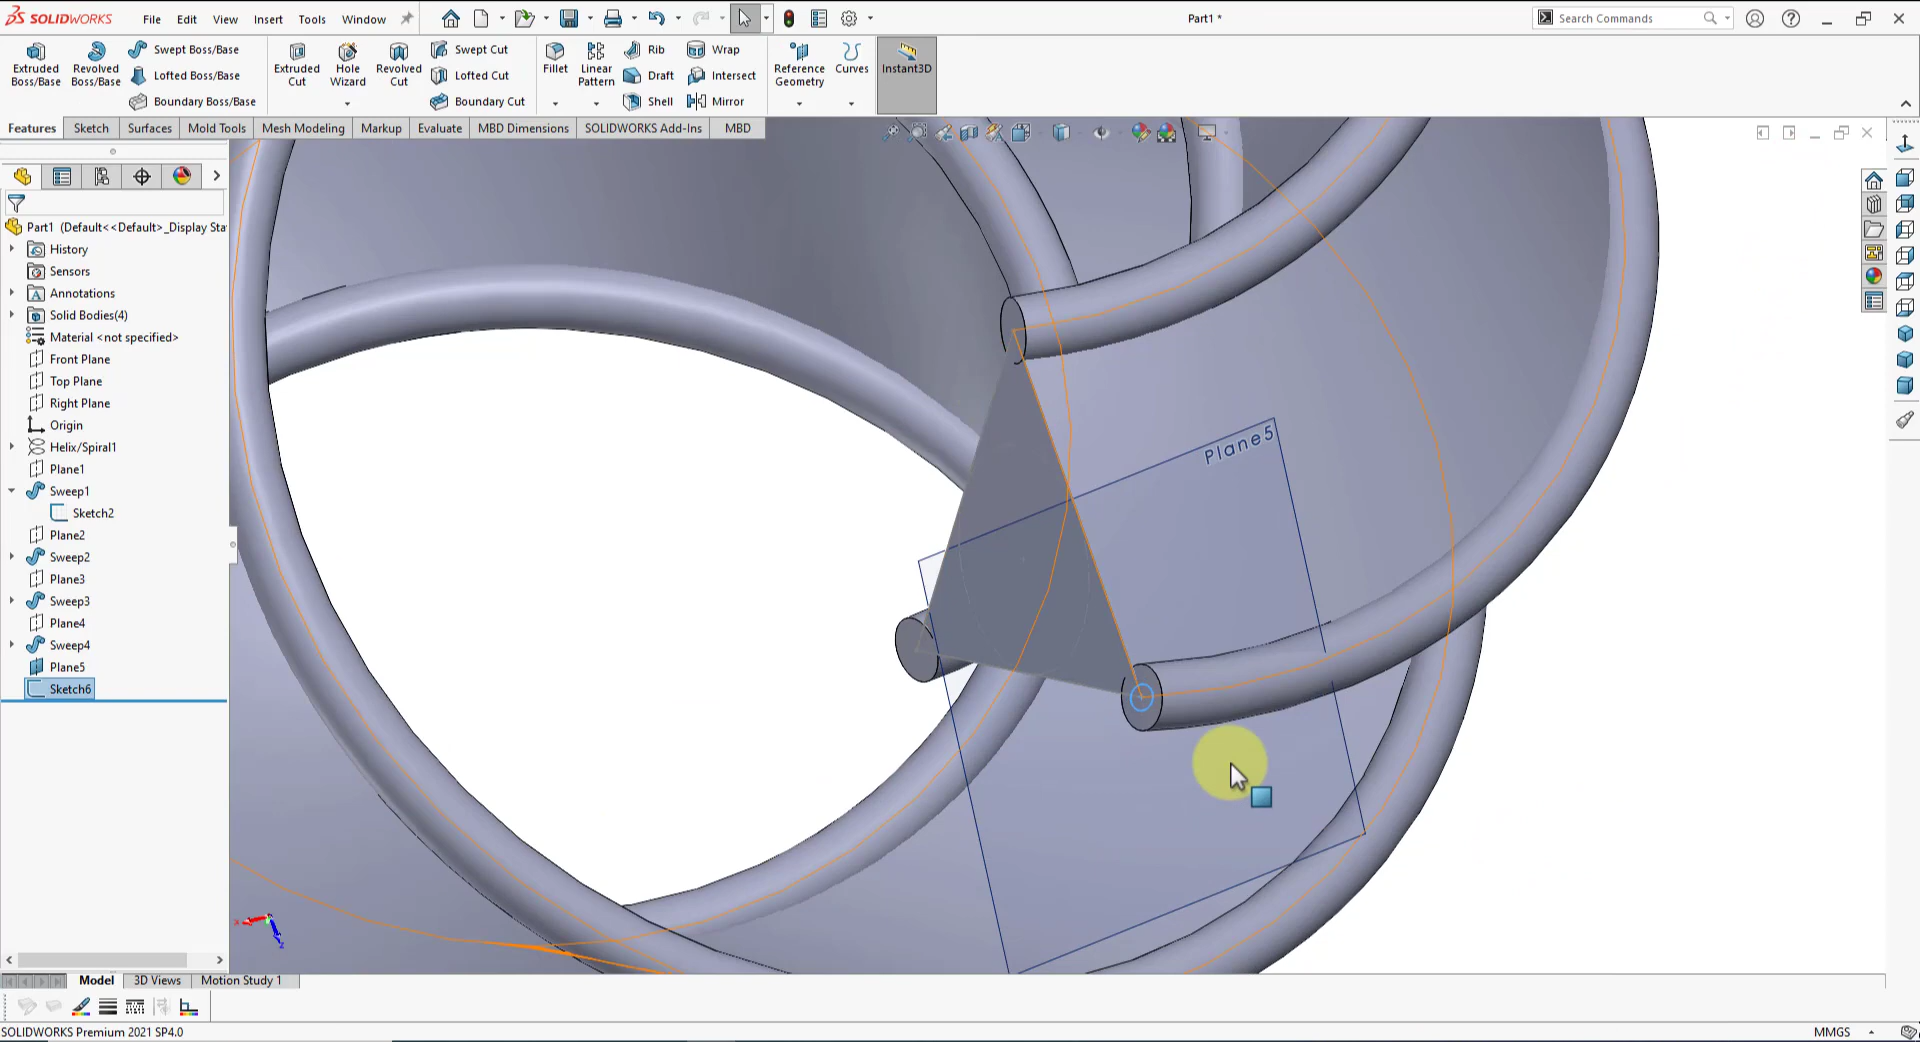 SOLIDWORKS File Edit View Insert Tools Window Part1 * Search Commands
Extruded Boss/Base
Revolved Boss/Base
Swept Boss/Base
Lofted Boss/Base
Boundary Boss/Base
Extruded Cut
Hole Wizard
Revolved Cut
Swept Cut
Lofted Cut
Boundary Cut
Fillet
Linear Pattern
Rib
Draft
Shell
Wrap
Intersect
Mirror
Reference Geometry
Curves
Instant3D
Features Sketch Surfaces Mold Tools Mesh Modeling Markup Evaluate MBD Dimensions SOLIDWORKS Add-Ins MBD
Part1 (Default<<Default>_Display Sta
History
Sensors
Annotations
Solid Bodies(4)
Material <not specified>
Front Plane
Top Plane
Right Plane
Origin
Helix/Spiral1
Plane1
Sweep1
Sketch2
Plane2
Sweep2
Plane3
Sweep3
Plane4
Sweep4
Plane5
Sketch6
Plane5
Model 3D Views Motion Study 1
SOLIDWORKS Premium 2021 SP4.0 MMGS